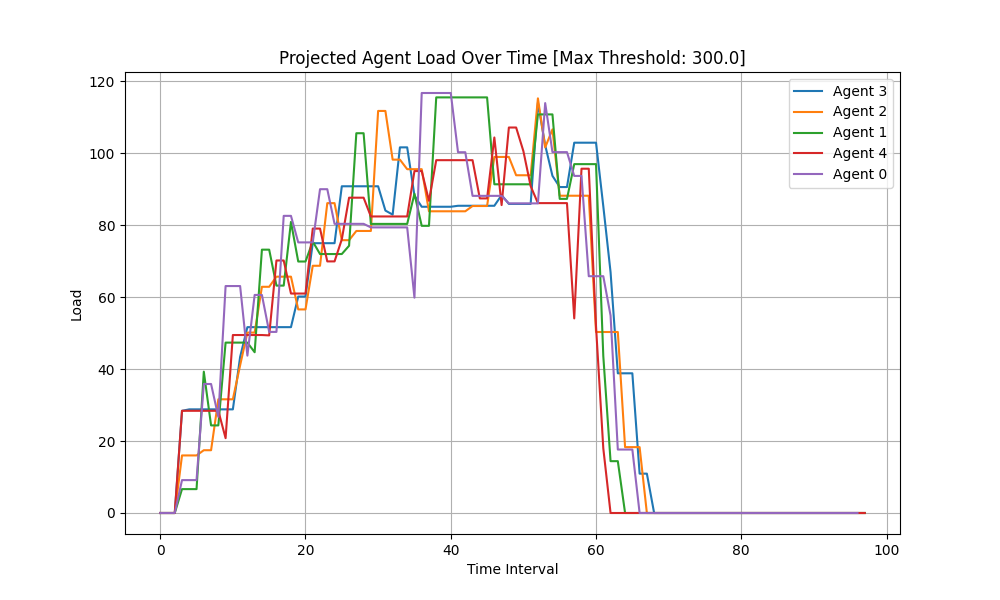 Projected Agent Load Over Time [Max Threshold: 300.0]
120
100
80
60
40
20
0
Load
Agent 3
Agent 2
Agent 1
Agent 4
Agent 0
0 20 40 60 80 100
Time Interval